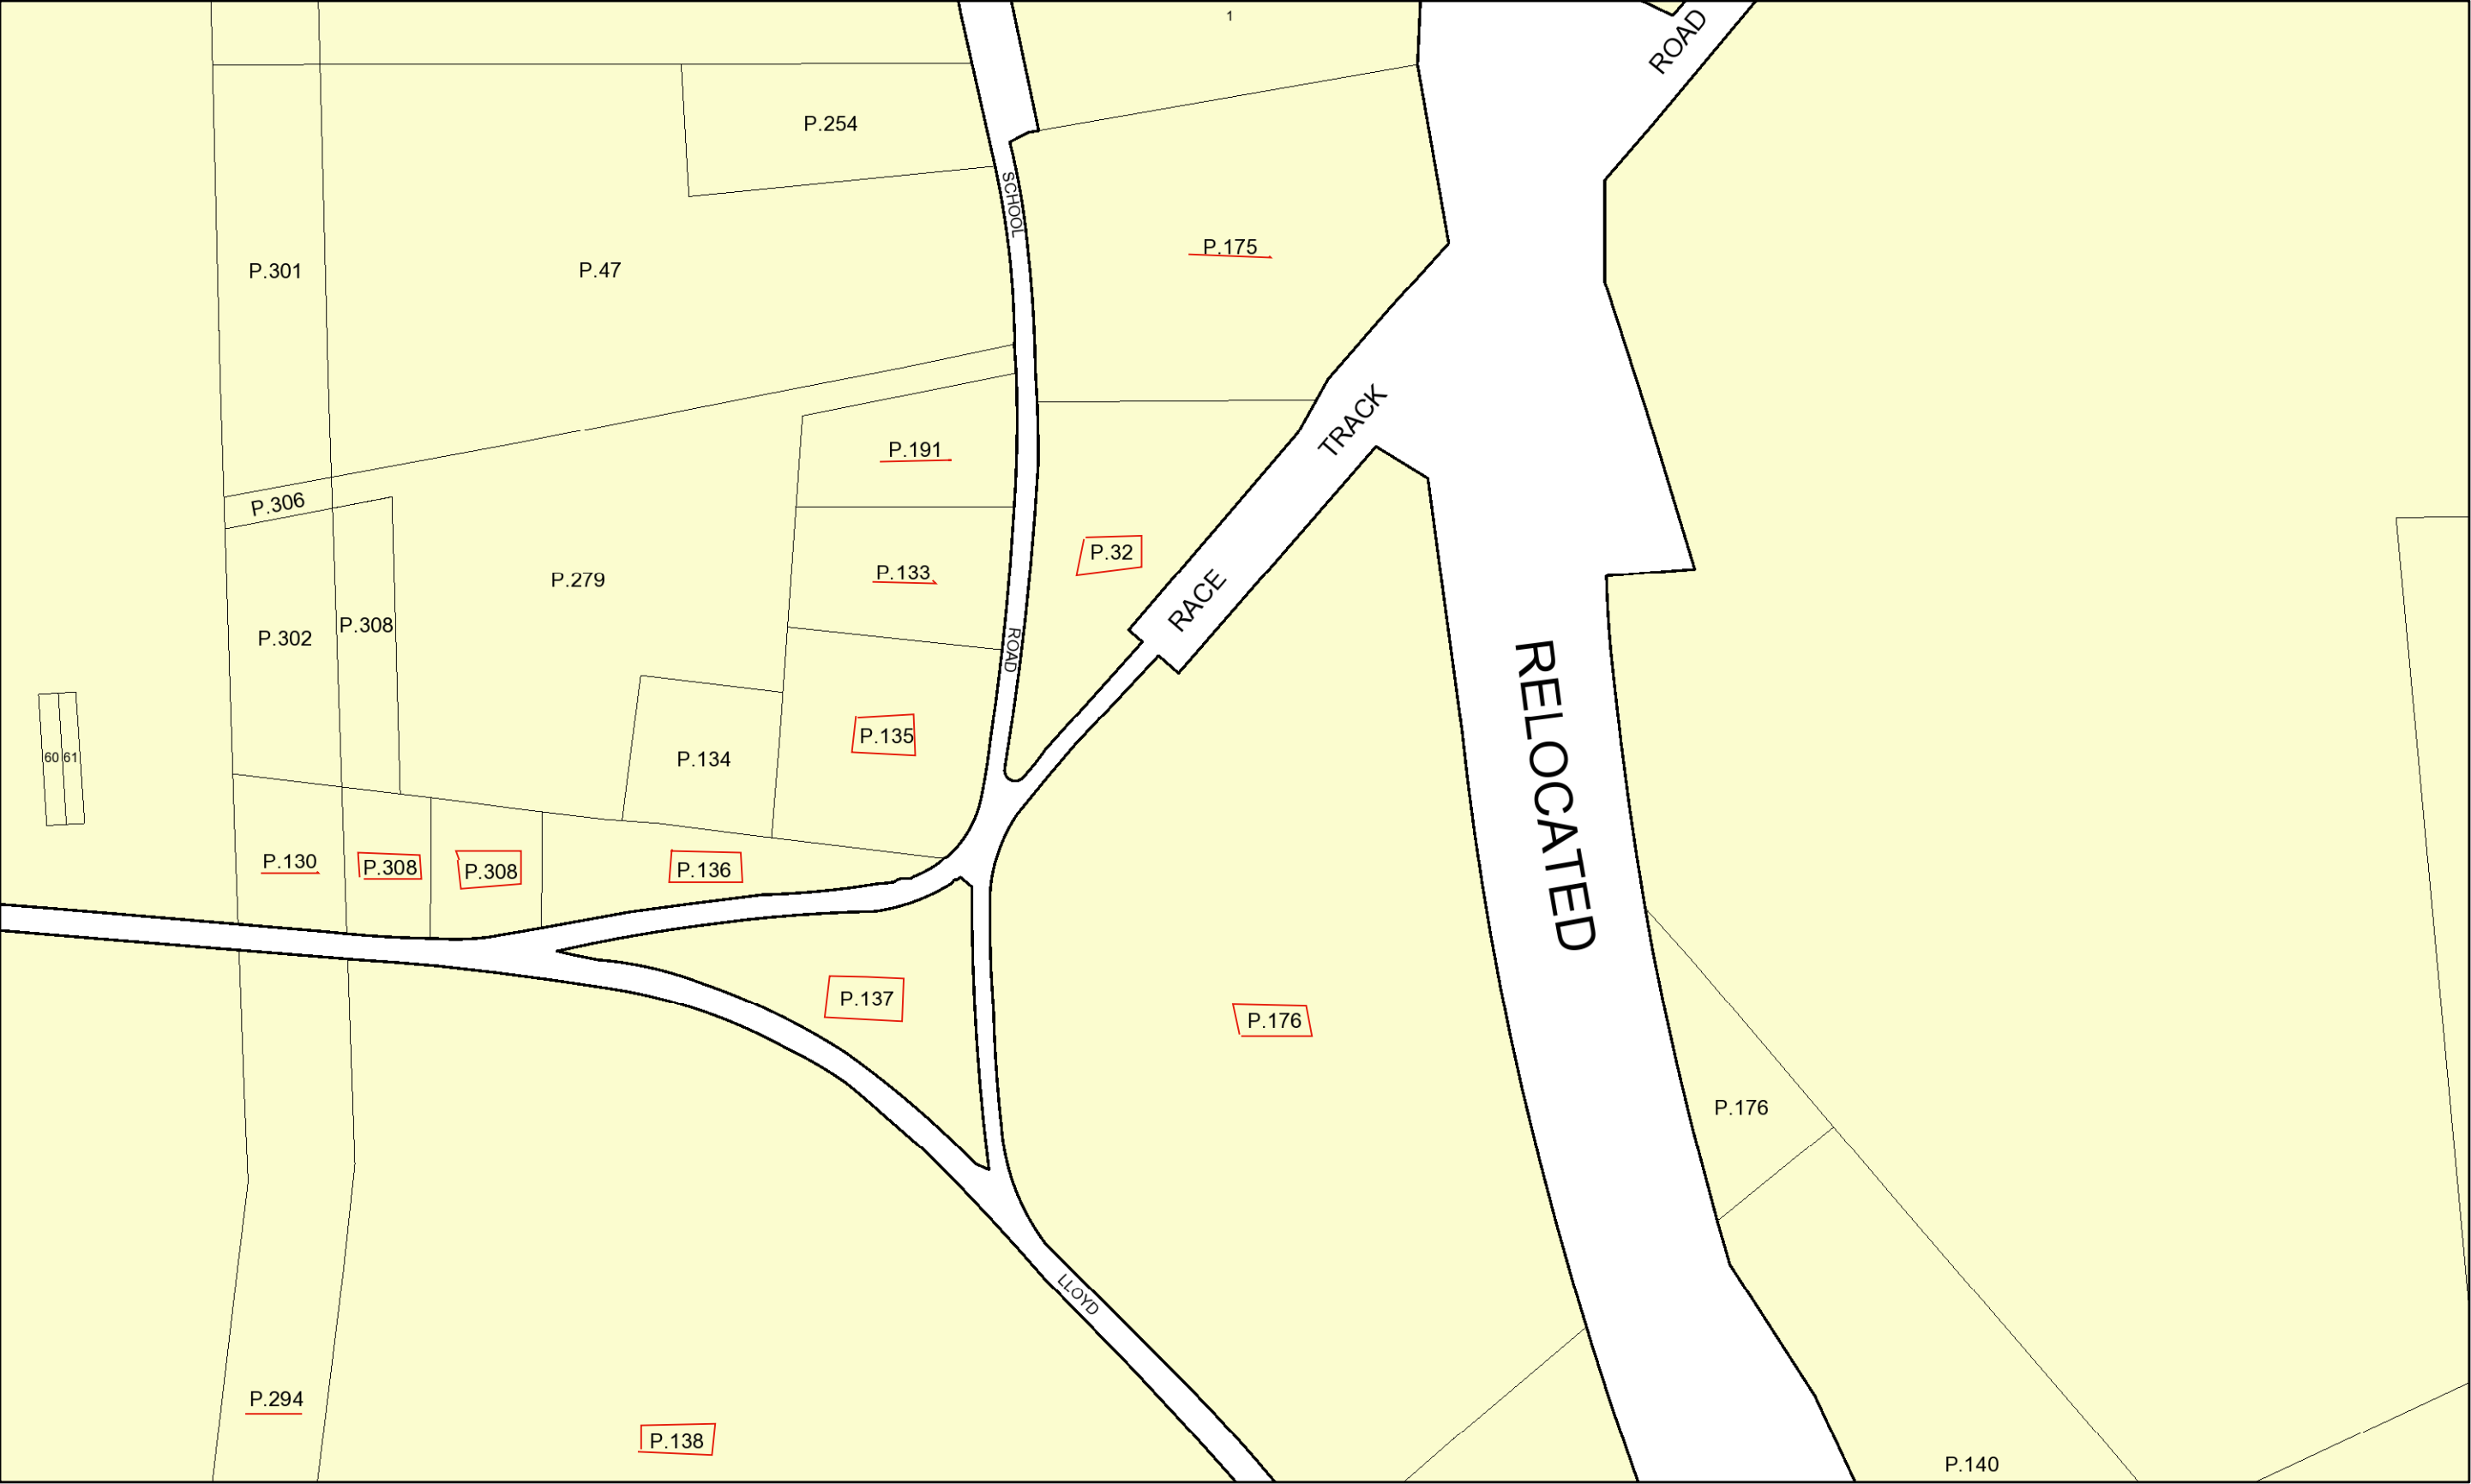 1
ROAD
P.254
SCHOOL
P.175
P.301
P.47
TRACK
P.191
P.306
P.32
P.133
P.279
RACE
P.308
P.302
ROAD
RELOCATED
P.135
60
61
P.134
P.130
P.308
P.308
P.136
P.137
P.176
P.176
LLOYD
P.294
P.138
P.140